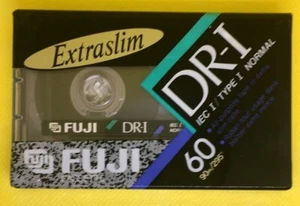 Extraslim
DR-I
IEC I / TYPE I NORMAL
FUJI DR-I
60
90m/295'
FUJI